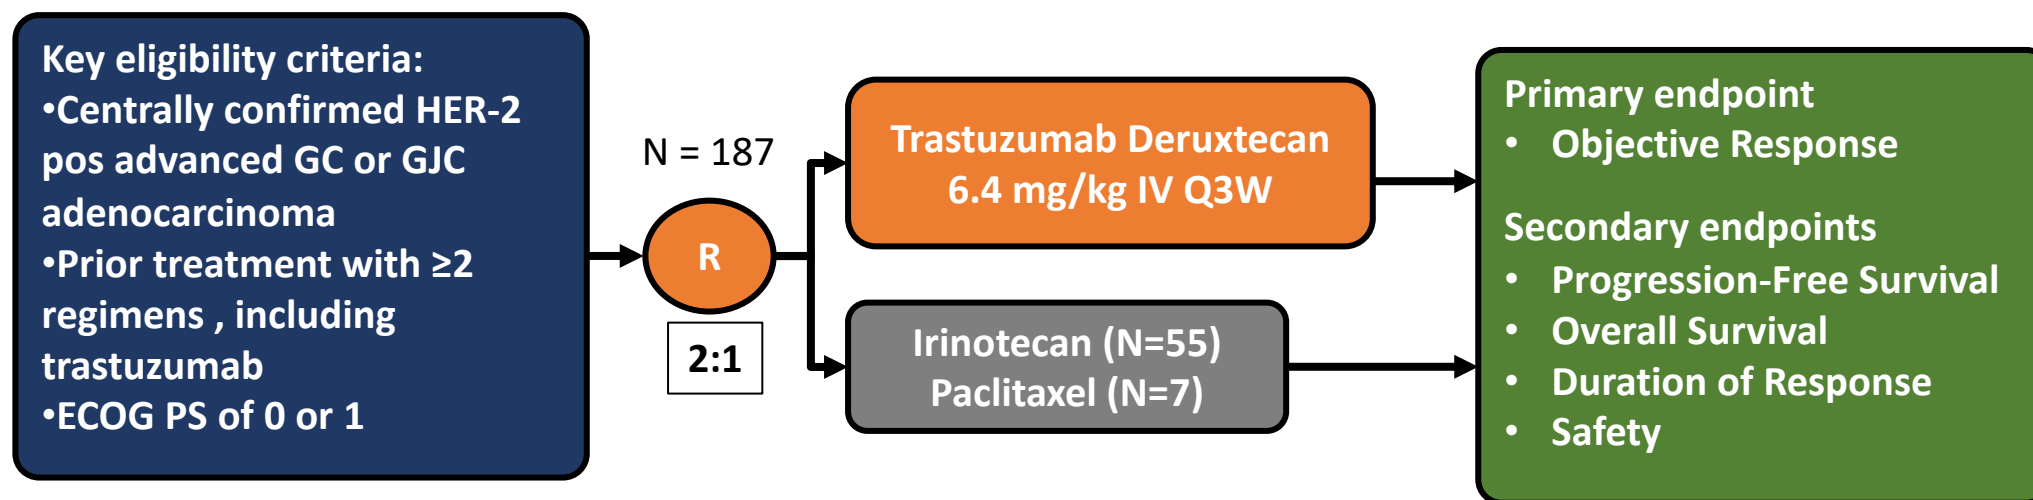 Key eligibility criteria:
•Centrally confirmed HER-2
pos advanced GC or GJC
adenocarcinoma
•Prior treatment with ≥2
regimens , including
trastuzumab
•ECOG PS of 0 or 1
N = 187
R
2:1
Trastuzumab Deruxtecan
6.4 mg/kg IV Q3W
Irinotecan (N=55)
Paclitaxel (N=7)
Primary endpoint
• Objective Response
Secondary endpoints
• Progression-Free Survival
• Overall Survival
• Duration of Response
• Safety